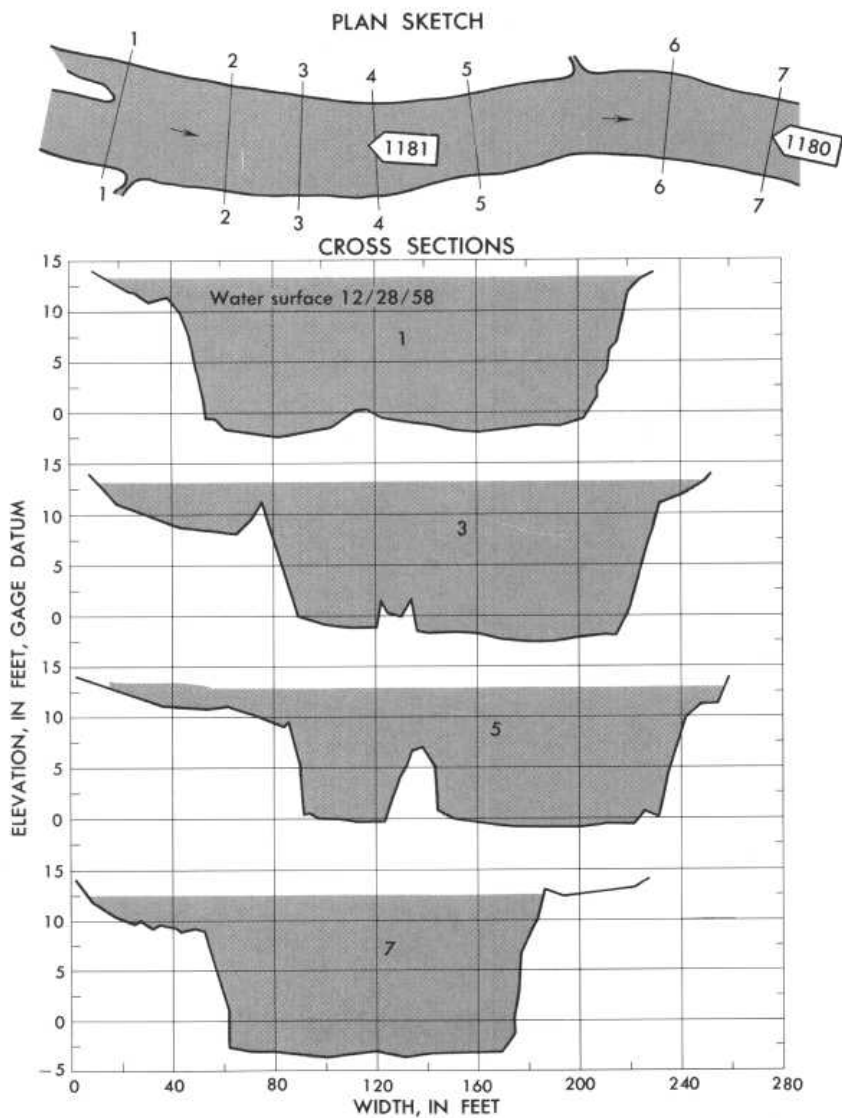 PLAN SKETCH
1 2 3 4 5 6 7
1181 1180
1 2 3 4 5 6 7
CROSS SECTIONS
15
10
5
0
Water surface 12/28/58
1
15
10
5
0
3
15
10
5
0
5
15
10
5
0
-5
7
ELEVATION, IN FEET, GAGE DATUM
0 40 80 120 160 200 240 280
WIDTH, IN FEET